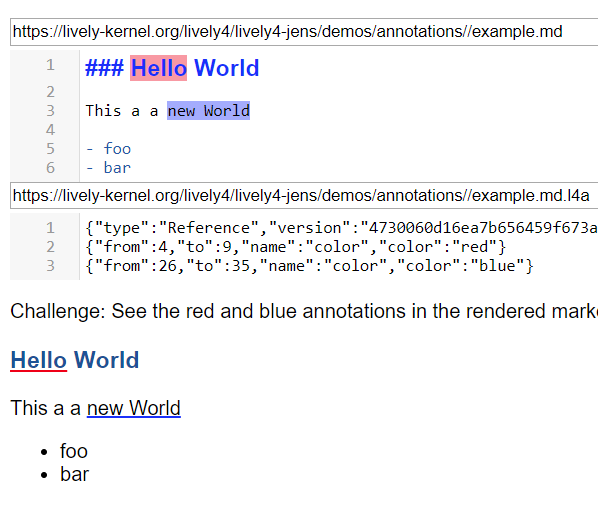 https://lively-kernel.org/lively4/lively4-jens/demos/annotations//example.md
1 ### Hello World
2
3 This a a new World
4
5 - foo
6 - bar
https://lively-kernel.org/lively4/lively4-jens/demos/annotations//example.md.l4a
1 {"type":"Reference","version":"4730060d16ea7b656459f673a
2 {"from":4,"to":9,"name":"color","color":"red"}
3 {"from":26,"to":35,"name":"color","color":"blue"}
Challenge: See the red and blue annotations in the rendered mark
Hello World
This a a new World
• foo
• bar